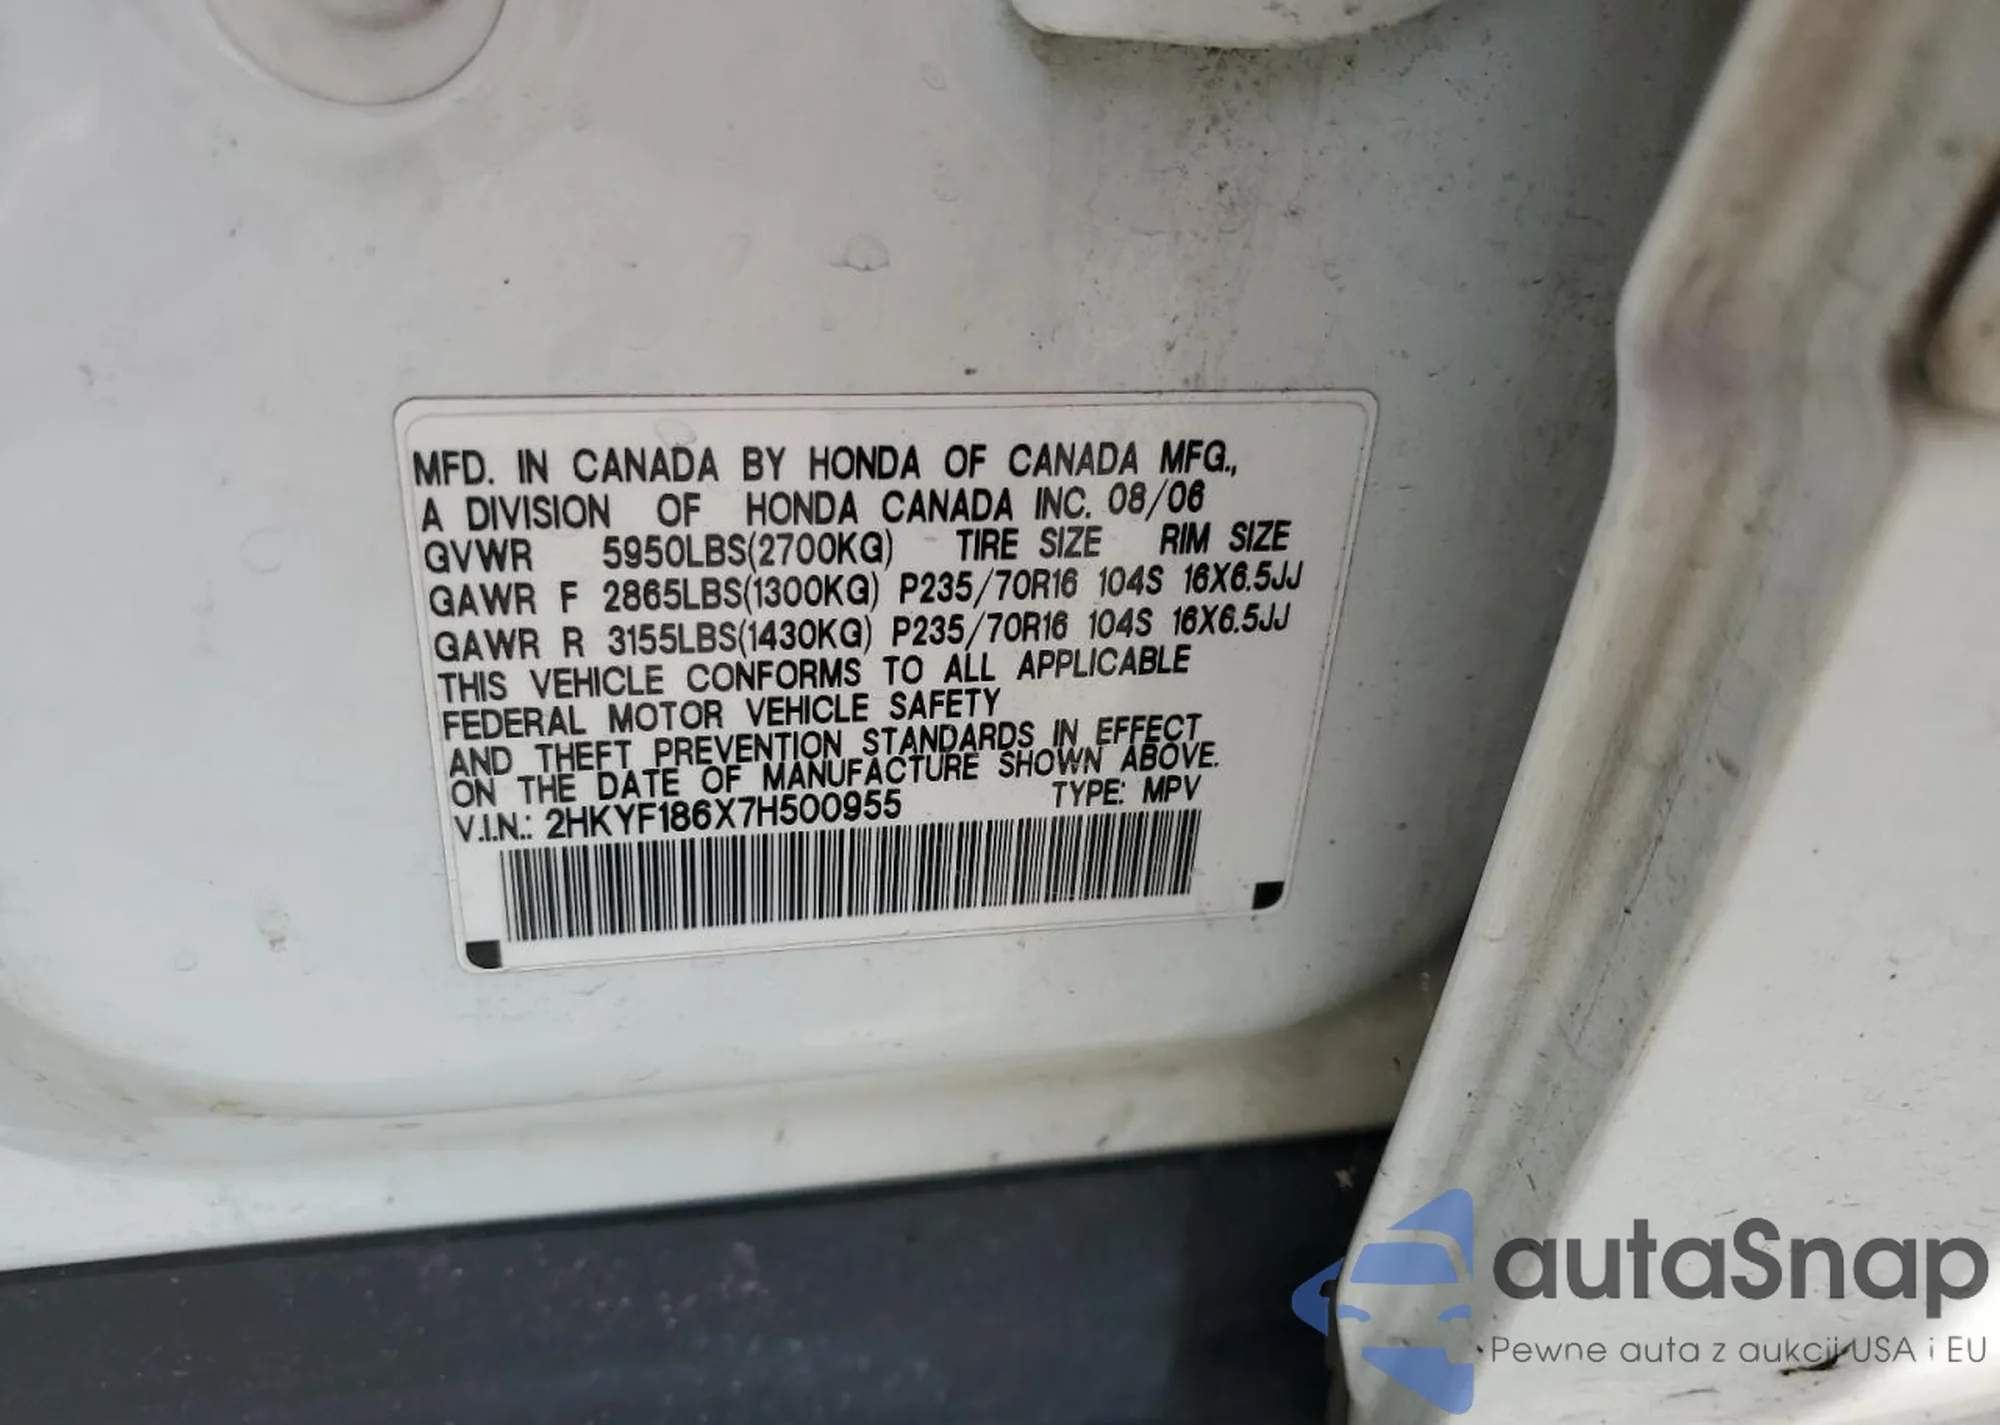 MFD. IN CANADA BY HONDA OF CANADA MFG.,
A DIVISION OF HONDA CANADA INC. 08/06
GVWR 5950LBS(2700KG) TIRE SIZE RIM SIZE
GAWR F 2865LBS(1300KG) P235/70R16 104S 16X6.5JJ
GAWR R 3155LBS(1430KG) P235/70R16 104S 16X6.5JJ
THIS VEHICLE CONFORMS TO ALL APPLICABLE
FEDERAL MOTOR VEHICLE SAFETY
AND THEFT PREVENTION STANDARDS IN EFFECT
ON THE DATE OF MANUFACTURE SHOWN ABOVE.
V.I.N.: 2HKYF186X7H500955 TYPE: MPV
autaSnap
Pewne auta z aukcji USA i EU